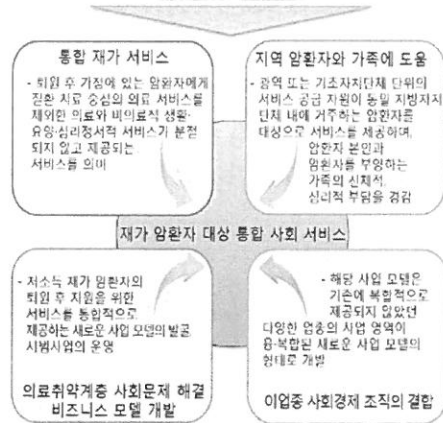 통합 재가 서비스
- 퇴원 후 가정에 있는 암환자에게
질환 치료 중심의 의료 서비스를
제외한 의료와 비의료적 생활·
요양·심리정서적 서비스가 분절
되지 않고 제공되는
서비스를 의미
지역 암환자와 가족에 도움
- 광역 또는 기초자치단체 단위의
서비스 공급 자원이 동일 지방자치
단체 내에 거주하는 암환자를
대상으로 서비스를 제공하며,
암환자 본인과
암환자를 부양하는
가족의 신체적,
심리적 부담을 경감
재가 암환자 대상 통합 사회 서비스
- 저소득 재가 암환자의
퇴원 후 지원을 위한
서비스를 통합적으로
제공하는 새로운 사업 모델의 발굴
시범사업의 운영
의료취약계층 사회문제 해결
비즈니스 모델 개발
- 해당 사업 모델은
기존에 복합적으로
제공되지 않았던
다양한 업종의 사업 영역이
융·복합된 새로운 사업 모델의
형태로 개발
이업종 사회경제 조직의 결합